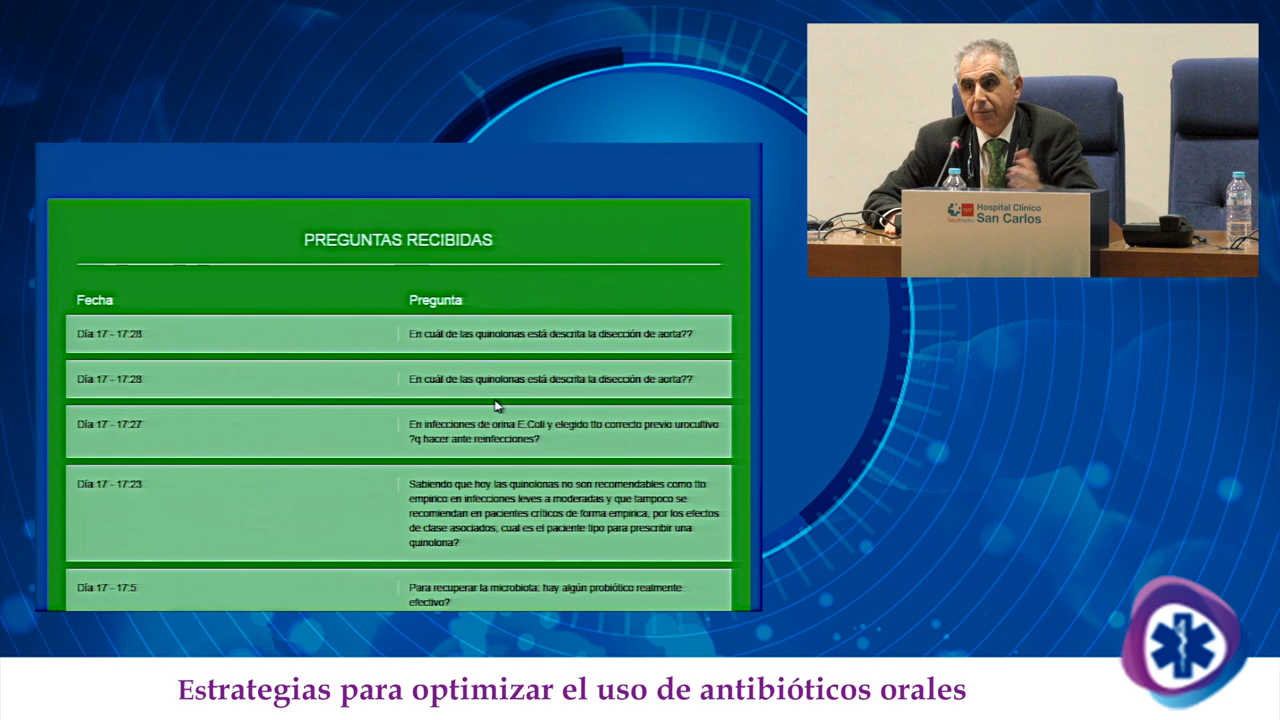 Hospital Clínico
San Carlos
PREGUNTAS RECIBIDAS
Fecha Pregunta
Día 17 - 17:28 En cuál de las quinolonas está descrita la disección de aorta??
Día 17 - 17:28 En cuál de las quinolonas está descrita la disección de aorta??
Día 17 - 17:27 En infecciones de orina E.Coli y elegido tto correcto previo urocultivo
?q hacer ante reinfecciones?
Día 17 - 17:23 Sabiendo que hoy las quinolonas no son recomendables como tto
empirico en infecciones leves a moderadas y que tampoco se
recomiendan en pacientes críticos de forma empirica, por los efectos
de clase asociados, cual es el paciente tipo para prescribir una
quinolona?
Día 17 - 17:5 Para recuperar la microbiota: hay algún probiótico realmente
efectivo?
Estrategias para optimizar el uso de antibióticos orales